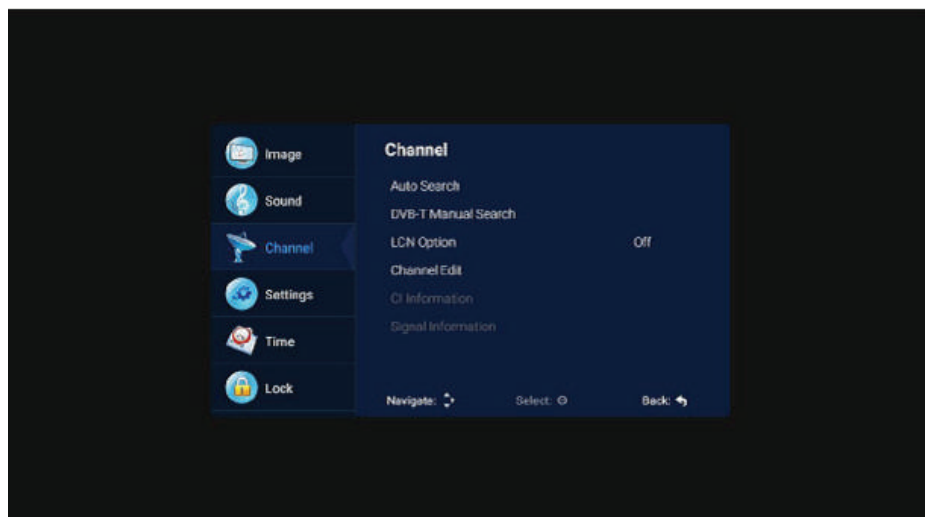 Image
Sound
Channel
Settings
Time
Lock
Channel
Auto Search
DVB-T Manual Search
LCN Option Off
Channel Edit
CI Information
Signal Information
Navigate: Select: Back: